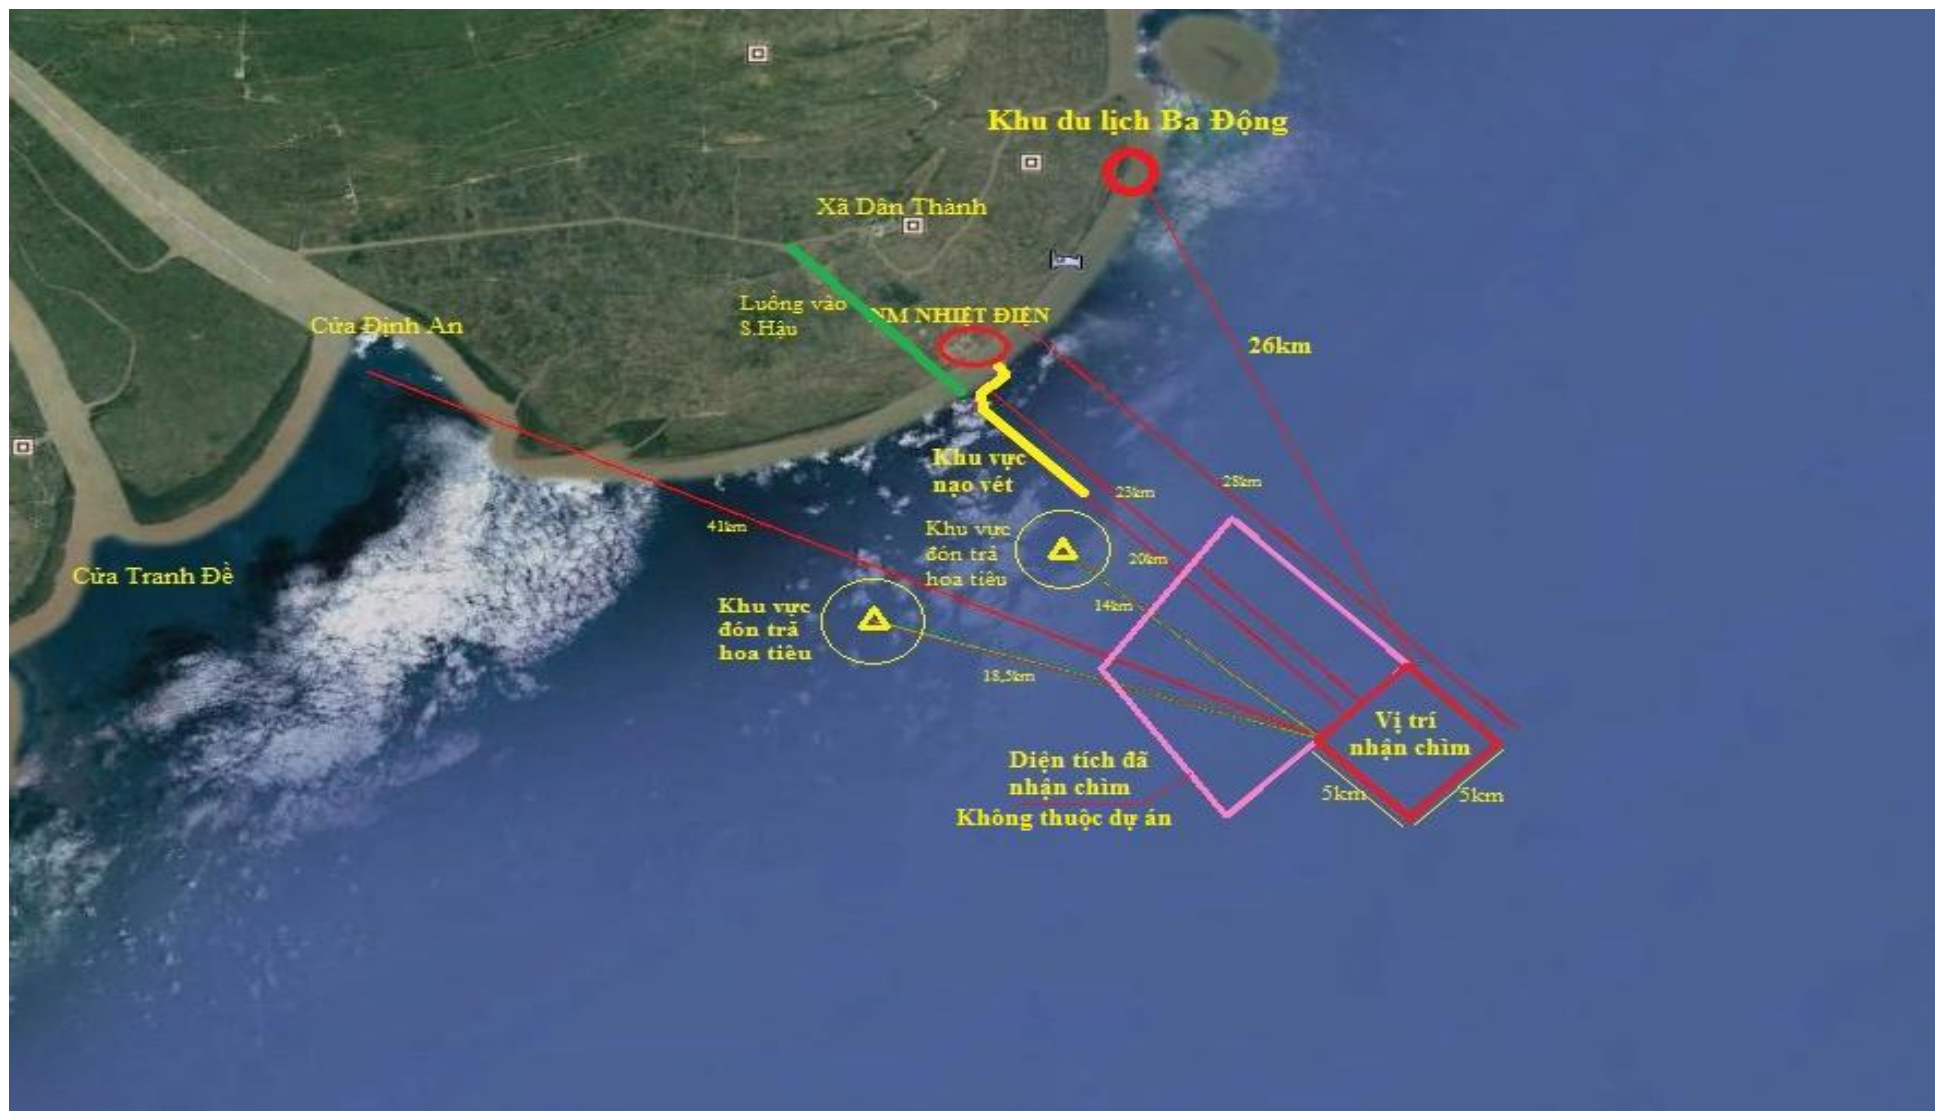 Khu du lịch Ba Động
Xã Dân Thành
Luồng vào
S.Hậu
NM NHIỆT ĐIỆN
Cửa Định An
26km
Khu vực
nạo vét
23km
28km
41km
Khu vực
đón trả
hoa tiêu
20km
Cửa Tranh Đề
14km
Khu vực
đón trả
hoa tiêu
18,5km
Vị trí
nhận chìm
Diện tích đã
nhận chìm
Không thuộc dự án
5km
5km